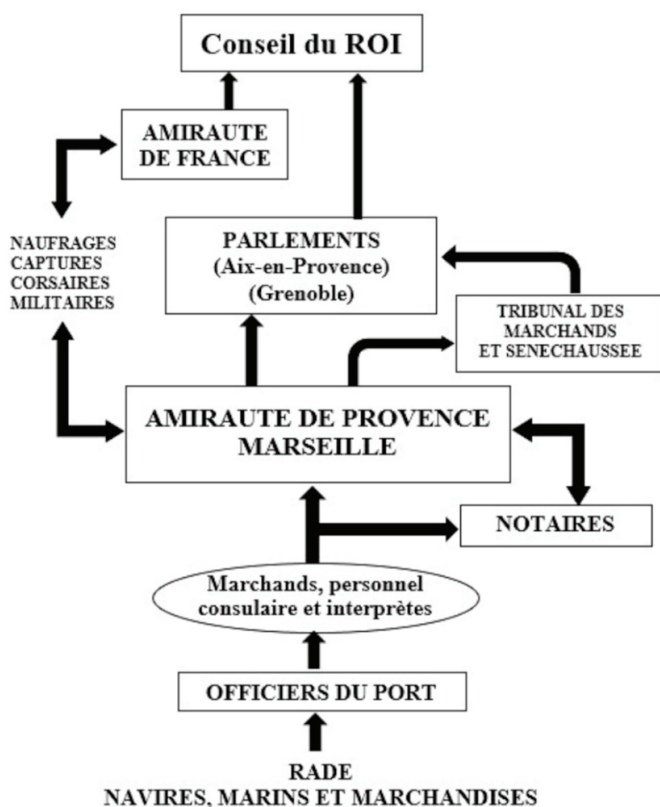 Conseil du ROI
AMIRAUTE
DE FRANCE
NAUFRAGES
CAPTURES
CORSAIRES
MILITAIRES
PARLEMENTS
(Aix-en-Provence)
(Grenoble)
TRIBUNAL DES
MARCHANDS
ET SENECHAUSSEE
AMIRAUTE DE PROVENCE
MARSEILLE
NOTAIRES
Marchands, personnel
consulaire et interprètes
OFFICIERS DU PORT
RADE
NAVIRES, MARINS ET MARCHANDISES